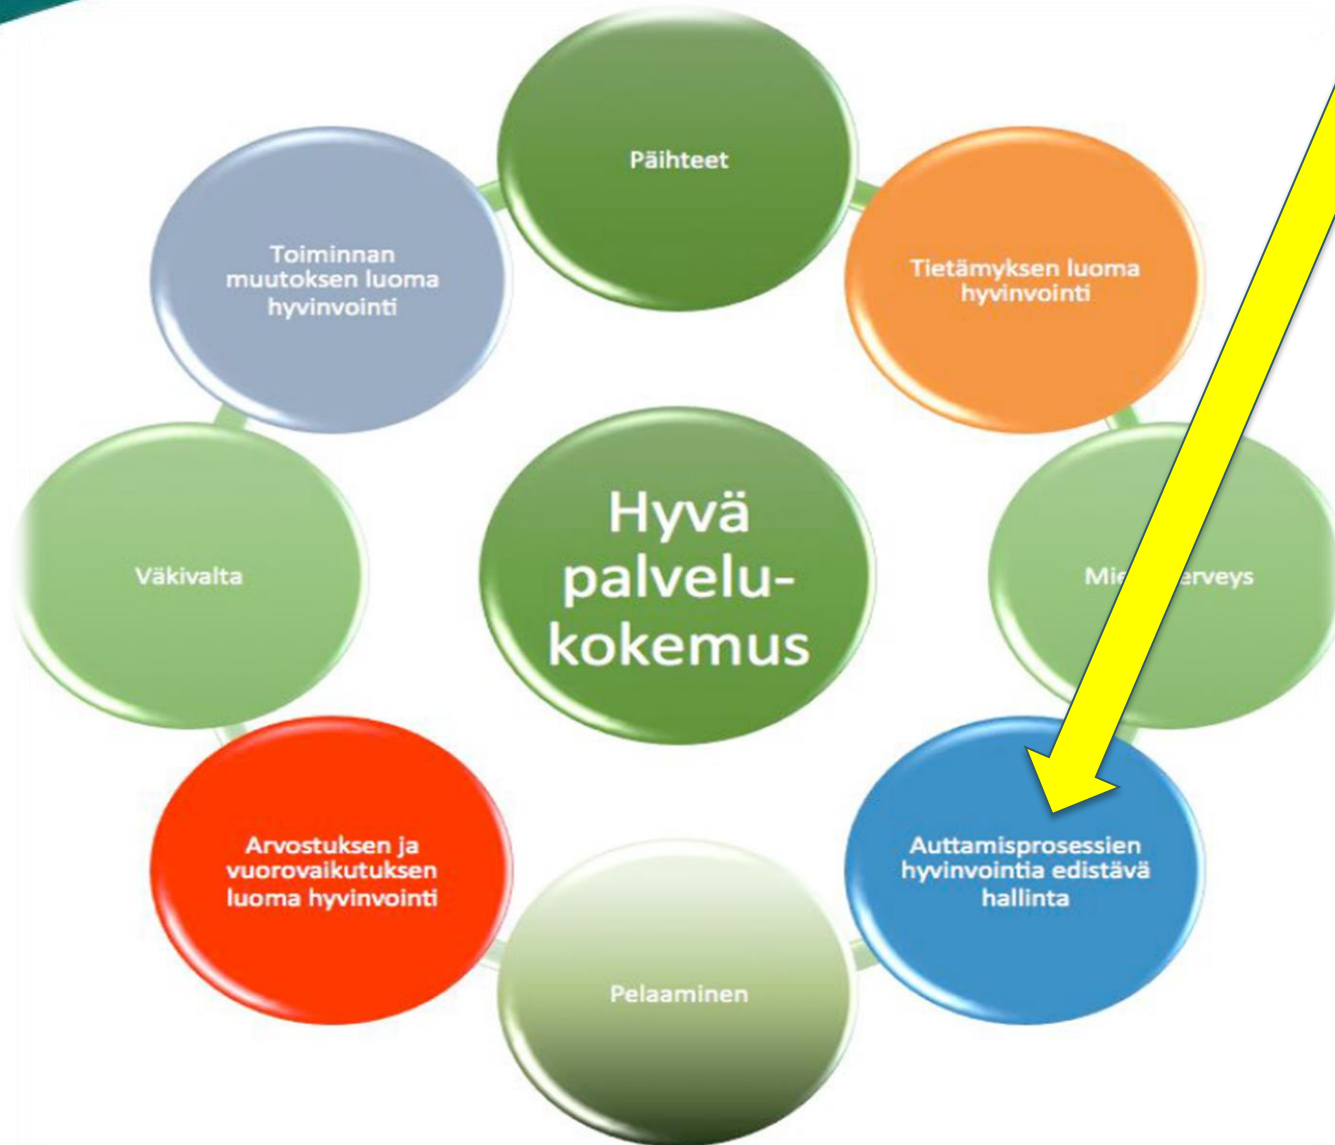 Päihteet
Toiminnan
muutoksen luoma
hyvinvointi
Tietämyksen luoma
hyvinvointi
Hyvä
palvelu-
kokemus
Väkivalta
Arvostuksen ja
vuorovaikutuksen
luoma hyvinvointi
Auttamisprosessien
hyvinvointia edistävä
hallinta
Pelaaminen